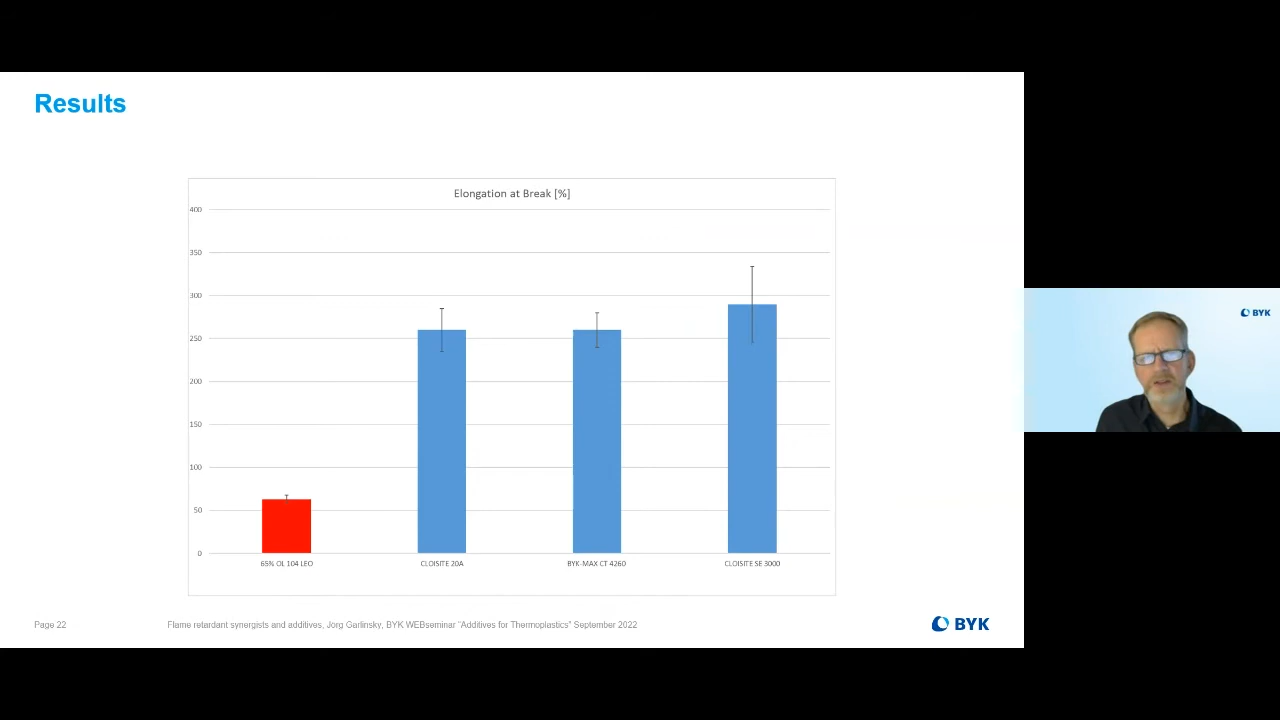 Results
Elongation at Break [%]
400
350
300
250
200
150
100
50
0
65% OL 104 LEO
CLOISITE 20A
BYK-MAX CT 4260
CLOISITE SE 3000
BYK
Page 22
Flame retardant synergists and additives, Jörg Garlinsky, BYK WEBseminar "Additives for Thermoplastics" September 2022
BYK